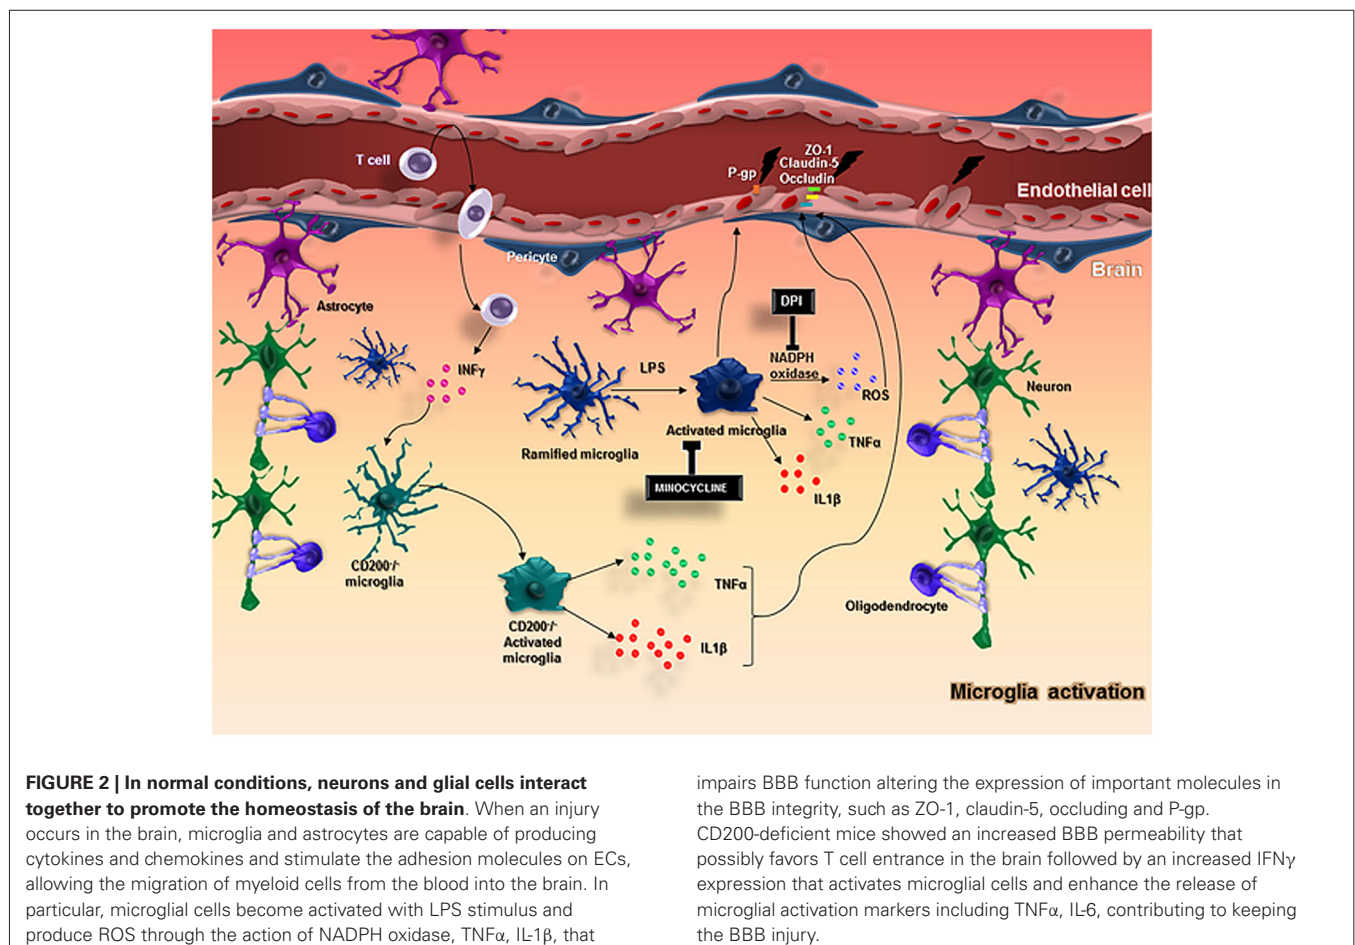 T cell
P-gp
ZO-1
Claudin-5
Occludin
Endothelial cell
Pericyte
Brain
Astrocyte
DPI
INFγ
LPS
NADPH
oxidase
ROS
Neuron
Activated microglia
TNFα
Ramified microglia
MINOCYCLINE
IL1β
CD200-/-
microglia
TNFα
Oligodendrocyte
CD200-/-
Activated
microglia
IL1β
Microglia activation
FIGURE 2 | In normal conditions, neurons and glial cells interact
together to promote the homeostasis of the brain. When an injury
occurs in the brain, microglia and astrocytes are capable of producing
cytokines and chemokines and stimulate the adhesion molecules on ECs,
allowing the migration of myeloid cells from the blood into the brain. In
particular, microglial cells become activated with LPS stimulus and
produce ROS through the action of NADPH oxidase, TNFα, IL-1β, that
impairs BBB function altering the expression of important molecules in
the BBB integrity, such as ZO-1, claudin-5, occluding and P-gp.
CD200-deficient mice showed an increased BBB permeability that
possibly favors T cell entrance in the brain followed by an increased IFNγ
expression that activates microglial cells and enhance the release of
microglial activation markers including TNFα, IL-6, contributing to keeping
the BBB injury.